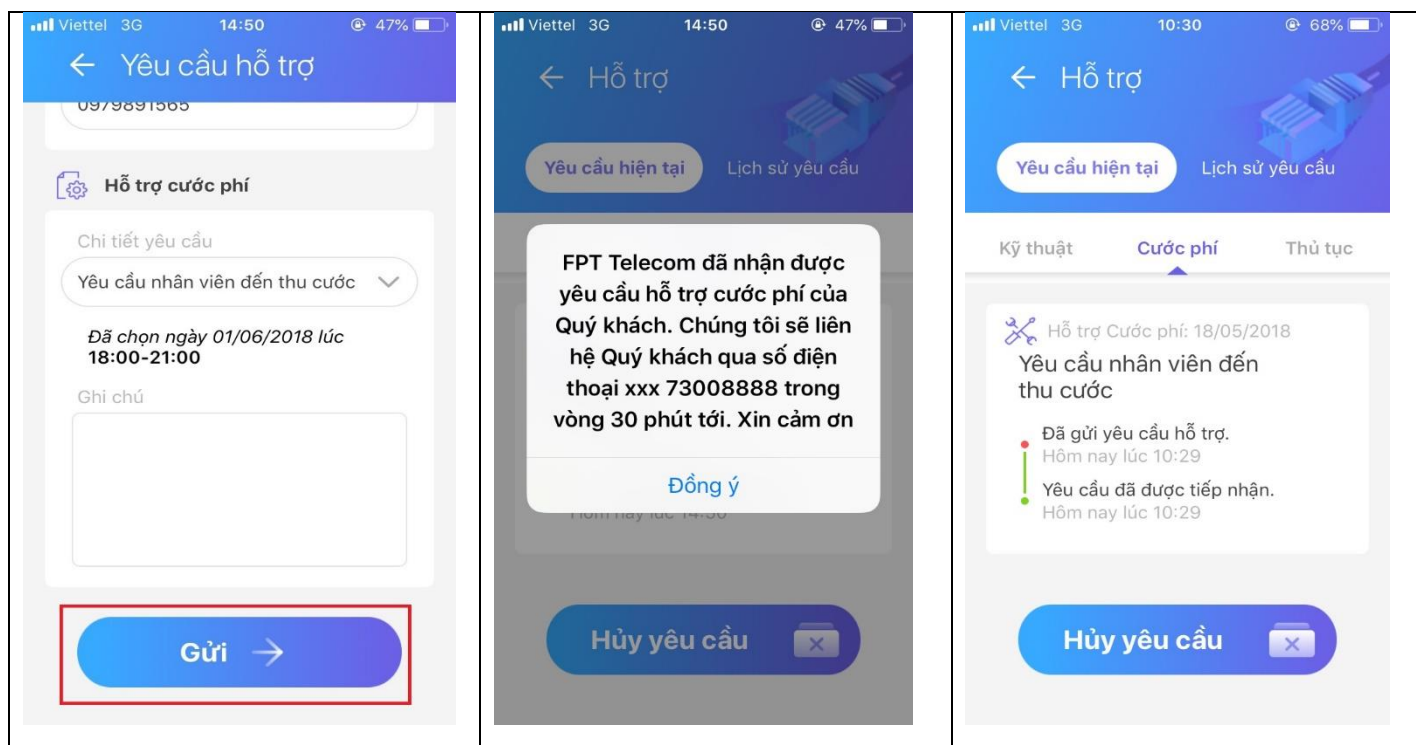 Viettel 3G 14:50 47%
Yêu cầu hỗ trợ
0979891565
Hỗ trợ cước phí
Chi tiết yêu cầu
Yêu cầu nhân viên đến thu cước
Đã chọn ngày 01/06/2018 lúc
18:00-21:00
Ghi chú
Gửi
Viettel 3G 14:50 47%
Hỗ trợ
Yêu cầu hiện tại Lịch sử yêu cầu
FPT Telecom đã nhận được
yêu cầu hỗ trợ cước phí của
Quý khách. Chúng tôi sẽ liên
hệ Quý khách qua số điện
thoại xxx 73008888 trong
vòng 30 phút tới. Xin cảm ơn
Đồng ý
Hôm nay lúc 14:50
Hủy yêu cầu
Viettel 3G 10:30 68%
Hỗ trợ
Yêu cầu hiện tại Lịch sử yêu cầu
Kỹ thuật Cước phí Thủ tục
Hỗ trợ Cước phí: 18/05/2018
Yêu cầu nhân viên đến
thu cước
Đã gửi yêu cầu hỗ trợ.
Hôm nay lúc 10:29
Yêu cầu đã được tiếp nhận.
Hôm nay lúc 10:29
Hủy yêu cầu